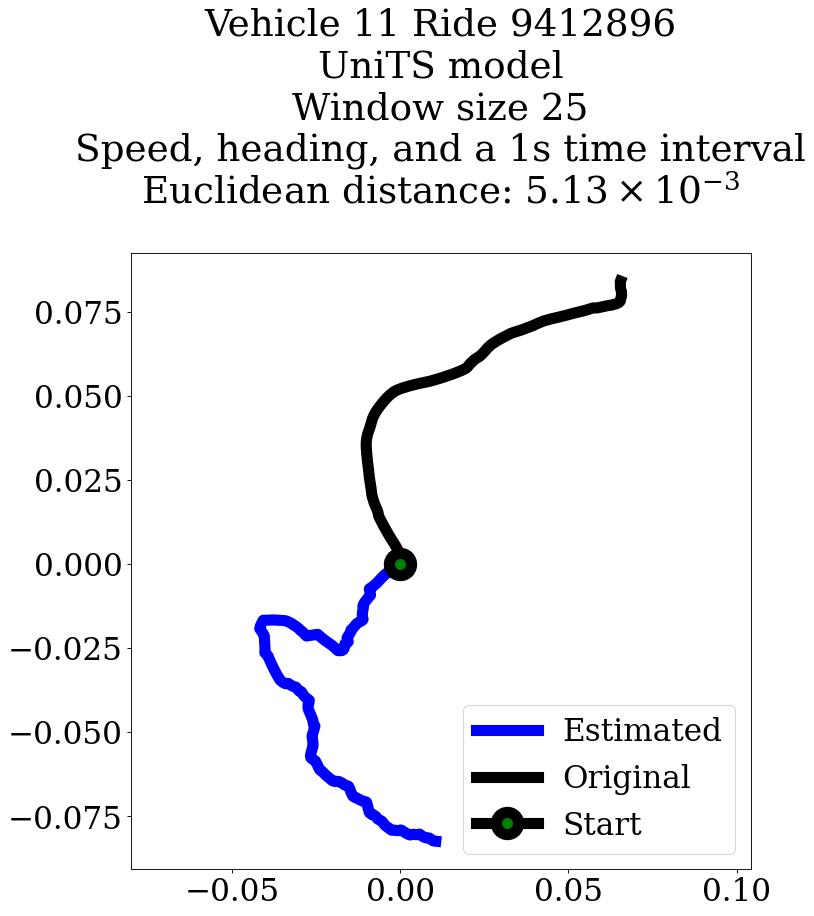 Vehicle 11 Ride 9412896
UniTS model
Window size 25
Speed, heading, and a 1s time interval
Euclidean distance: 5.13 × 10⁻³
0.075
0.050
0.025
0.000
−0.025
−0.050
−0.075
Estimated
Original
Start
−0.05 0.00 0.05 0.10